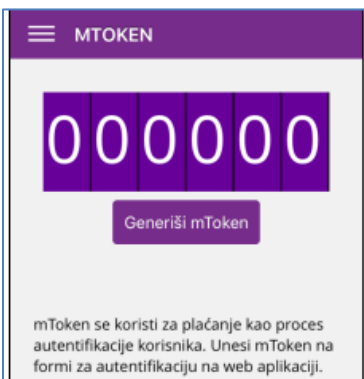 MTOKEN
000000
Generiši mToken
mToken se koristi za plaćanje kao proces
autentifikacije korisnika. Unesi mToken na
formi za autentifikaciju na web aplikaciji.